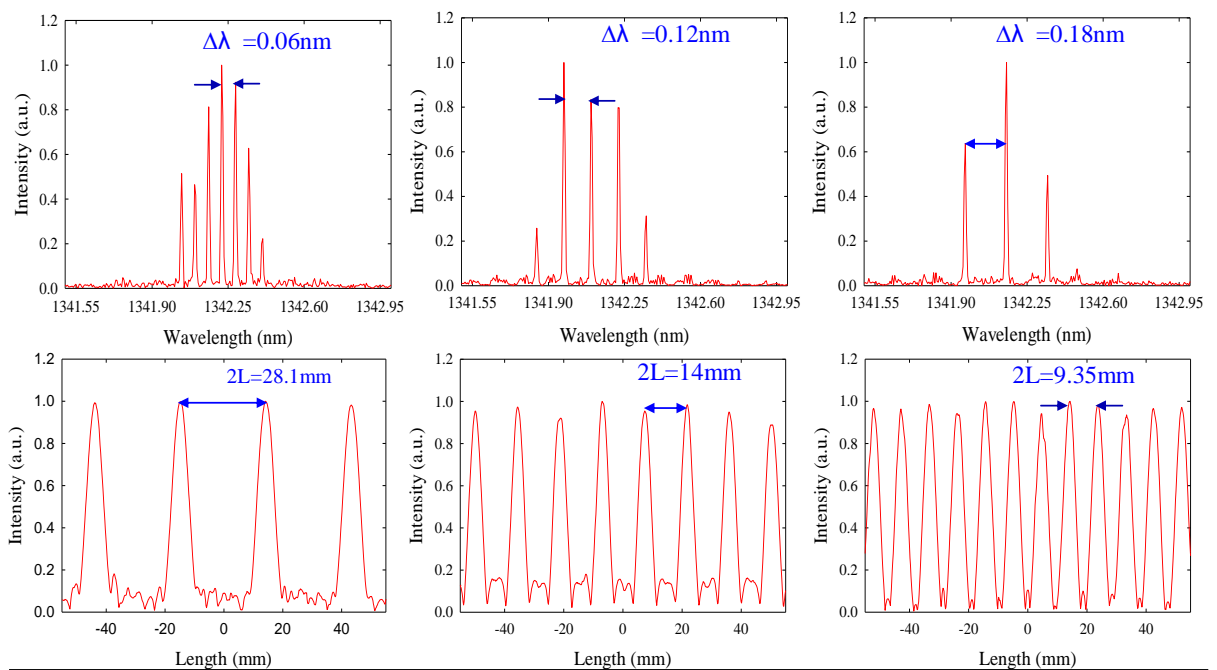 Δλ =0.06nm
1.2
1.0
0.8
0.6
0.4
0.2
0.0
Intensity (a.u.)
1341.55 1341.90 1342.25 1342.60 1342.95
Wavelength (nm)
Δλ =0.12nm
1.2
1.0
0.8
0.6
0.4
0.2
0.0
Intensity (a.u.)
1341.55 1341.90 1342.25 1342.60 1342.95
Wavelength (nm)
Δλ =0.18nm
1.2
1.0
0.8
0.6
0.4
0.2
0.0
Intensity (a.u.)
1341.55 1341.90 1342.25 1342.60 1342.95
Wavelength (nm)
2L=28.1mm
1.2
1.0
0.8
0.6
0.4
0.2
0.0
Intensity (a.u.)
-40 -20 0 20 40
Length (mm)
2L=14mm
1.2
1.0
0.8
0.6
0.4
0.2
0.0
Intensity (a.u.)
-40 -20 0 20 40
Length (mm)
2L=9.35mm
1.2
1.0
0.8
0.6
0.4
0.2
0.0
Intensity (a.u.)
-40 -20 0 20 40
Length (mm)